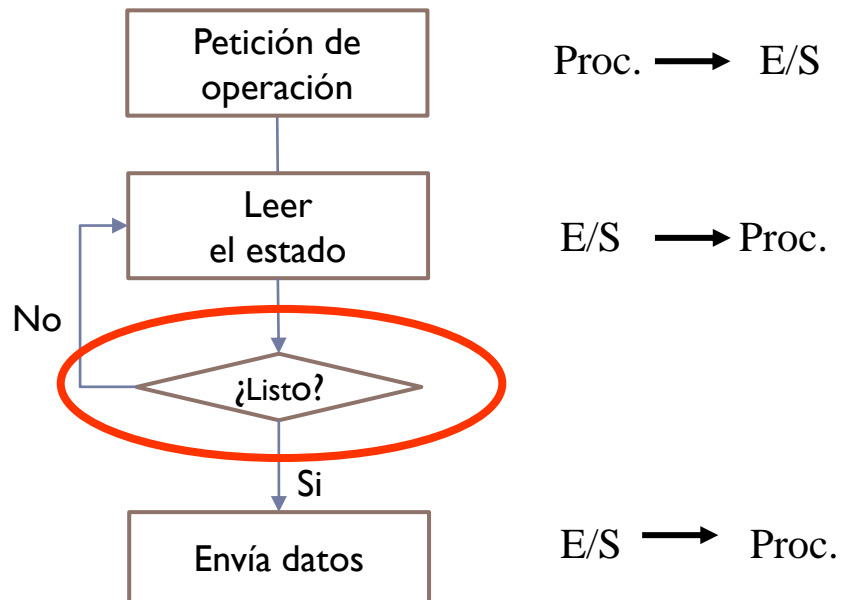 Petición de
operación
Proc. E/S
Leer
el estado
E/S Proc.
No
¿Listo?
Si
Envía datos
E/S Proc.